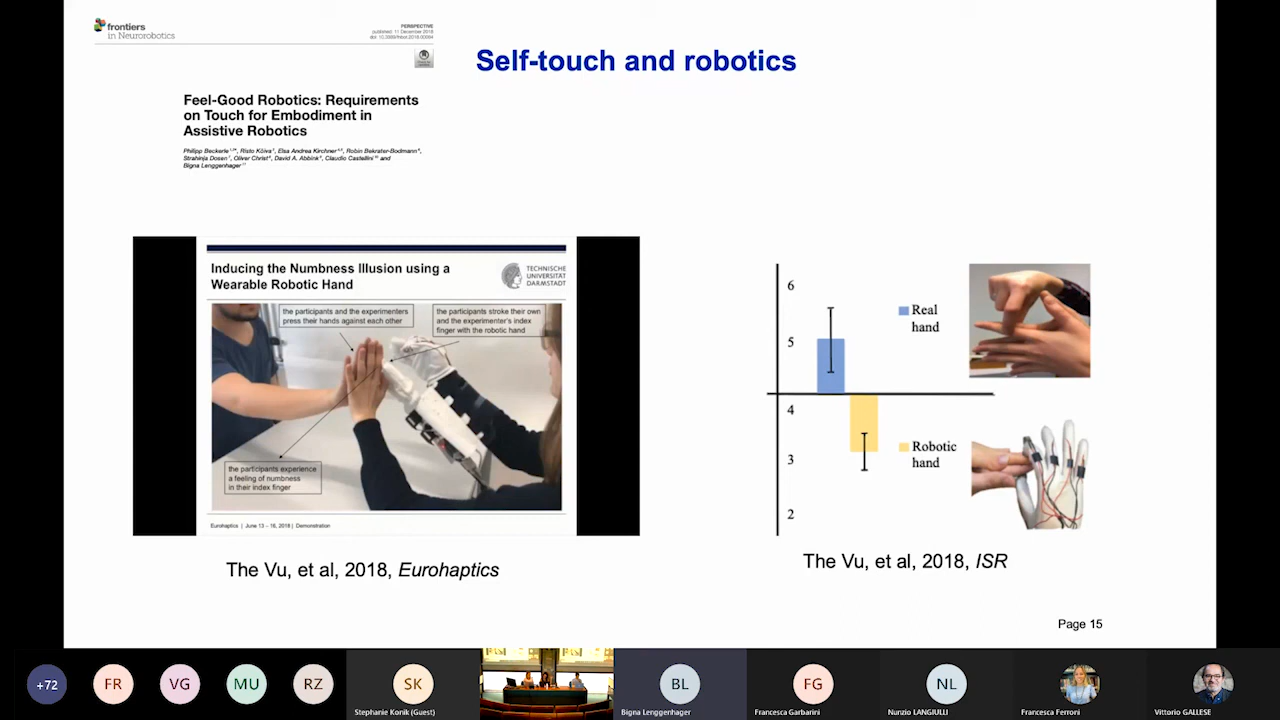 frontiers
in Neurorobotics
PERSPECTIVE
published: 11 December 2018
Self-touch and robotics
Feel-Good Robotics: Requirements
on Touch for Embodiment in
Assistive Robotics
Philipp Beckerle, Risto Kõiva, Elsa Andrea Kirchner, Robin Bekrater-Bodmann,
Strahinja Dosen, Oliver Christ, David A. Abbink, Claudio Castellini and
Bigna Lenggenhager
Inducing the Numbness Illusion using a
Wearable Robotic Hand
TECHNISCHE
UNIVERSITÄT
DARMSTADT
the participants and the experimenters
press their hands against each other
the participants stroke their own
and the experimenter's index
finger with the robotic hand
the participants experience
a feeling of numbness
in their index finger
Eurohaptics | June 13 – 16, 2018 | Demonstration
The Vu, et al, 2018, Eurohaptics
6
5
4
3
2
Real
hand
Robotic
hand
The Vu, et al, 2018, ISR
Page 15
+72
FR
VG
MU
RZ
SK
Stephanie Konik (Guest)
BL
Bigna Lenggenhager
FG
Francesca Garbarini
NL
Nunzio LANGIULLI
Francesca Ferroni
Vittorio GALLESE